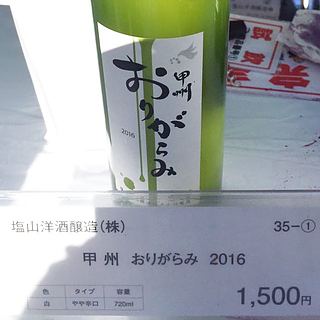 甲州
おりがらみ
2016
塩山洋酒醸造(株) 35-①
甲州 おりがらみ 2016
色 タイプ 容量
白 やや辛口 720ml
1,500円